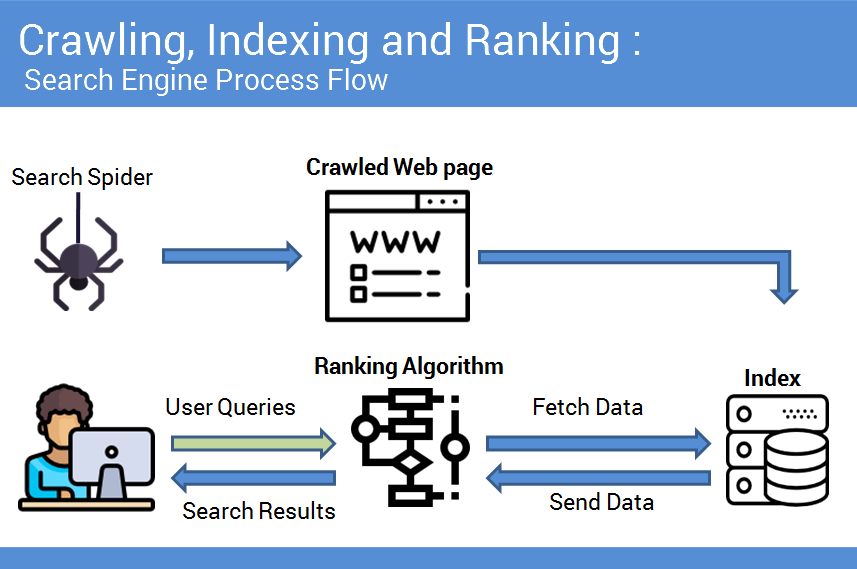 Crawling, Indexing and Ranking :
Search Engine Process Flow
Search Spider
Crawled Web page
WWW
Ranking Algorithm
Index
User Queries
Fetch Data
Search Results
Send Data